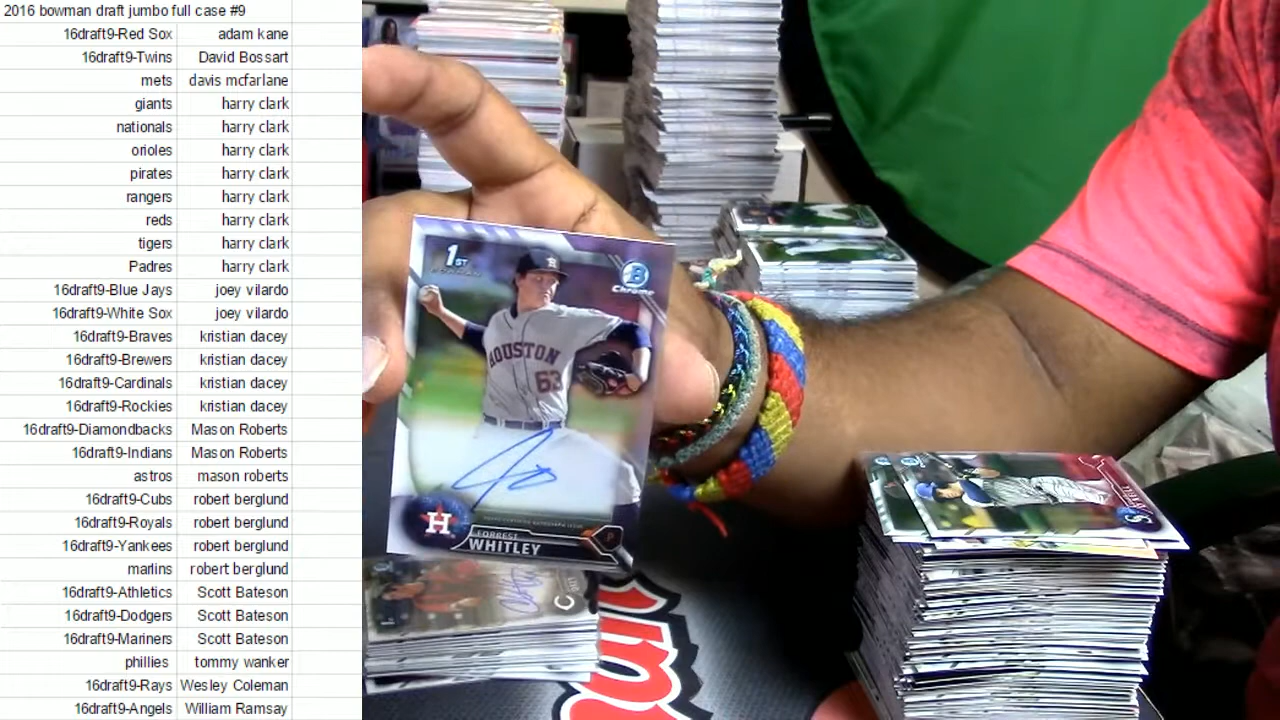 2016 bowman draft jumbo full case #9
16draft9-Red Sox adam kane
16draft9-Twins David Bossart
mets davis mcfarlane
giants harry clark
nationals harry clark
orioles harry clark
pirates harry clark
rangers harry clark
reds harry clark
tigers harry clark
Padres harry clark
16draft9-Blue Jays joey vilardo
16draft9-White Sox joey vilardo
16draft9-Braves kristian dacey
16draft9-Brewers kristian dacey
16draft9-Cardinals kristian dacey
16draft9-Rockies kristian dacey
16draft9-Diamondbacks Mason Roberts
16draft9-Indians Mason Roberts
astros mason roberts
16draft9-Cubs robert berglund
16draft9-Royals robert berglund
16draft9-Yankees robert berglund
marlins robert berglund
16draft9-Athletics Scott Bateson
16draft9-Dodgers Scott Bateson
16draft9-Mariners Scott Bateson
phillies tommy wanker
16draft9-Rays Wesley Coleman
16draft9-Angels William Ramsay
1ST
B
Chrome
HOUSTON
63
H
FORREST
WHITLEY
P